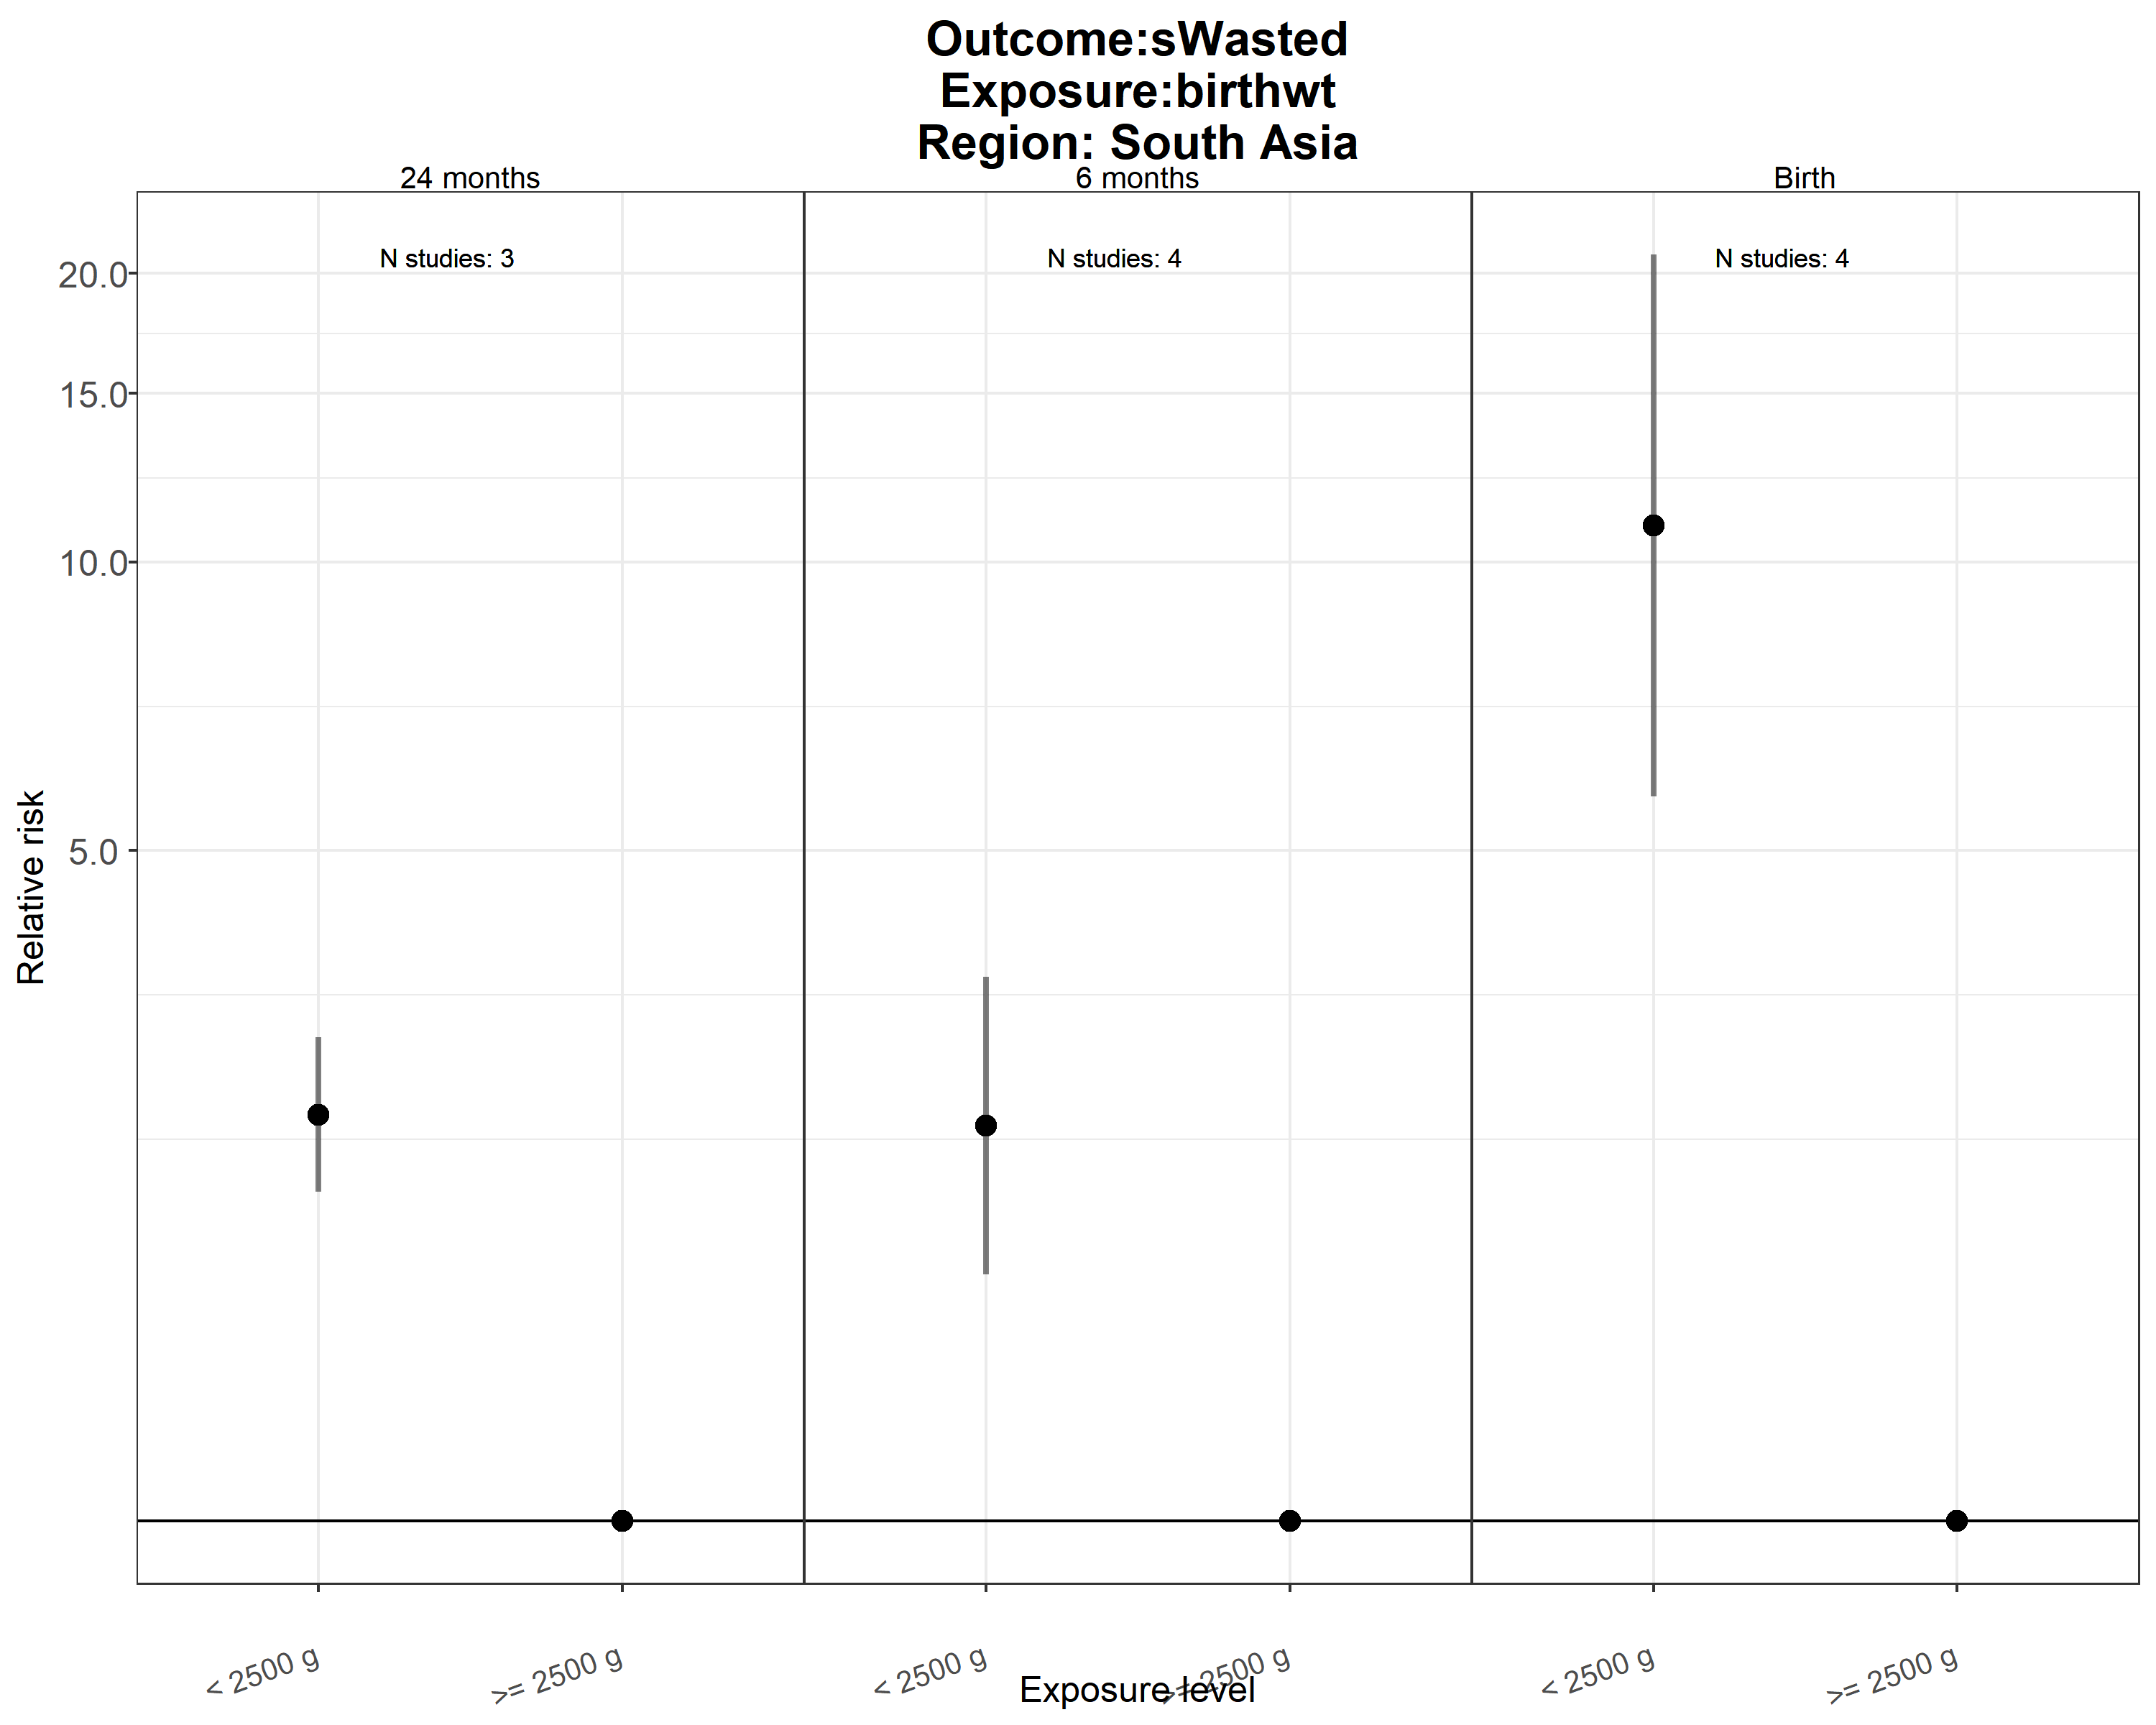 Outcome:sWasted
Exposure:birthwt
Region: South Asia
24 months
6 months
Birth
N studies: 3
N studies: 4
N studies: 4
20.0
15.0
10.0
5.0
Relative risk
< 2500 g
>= 2500 g
< 2500 g
>= 2500 g
< 2500 g
>= 2500 g
Exposure level